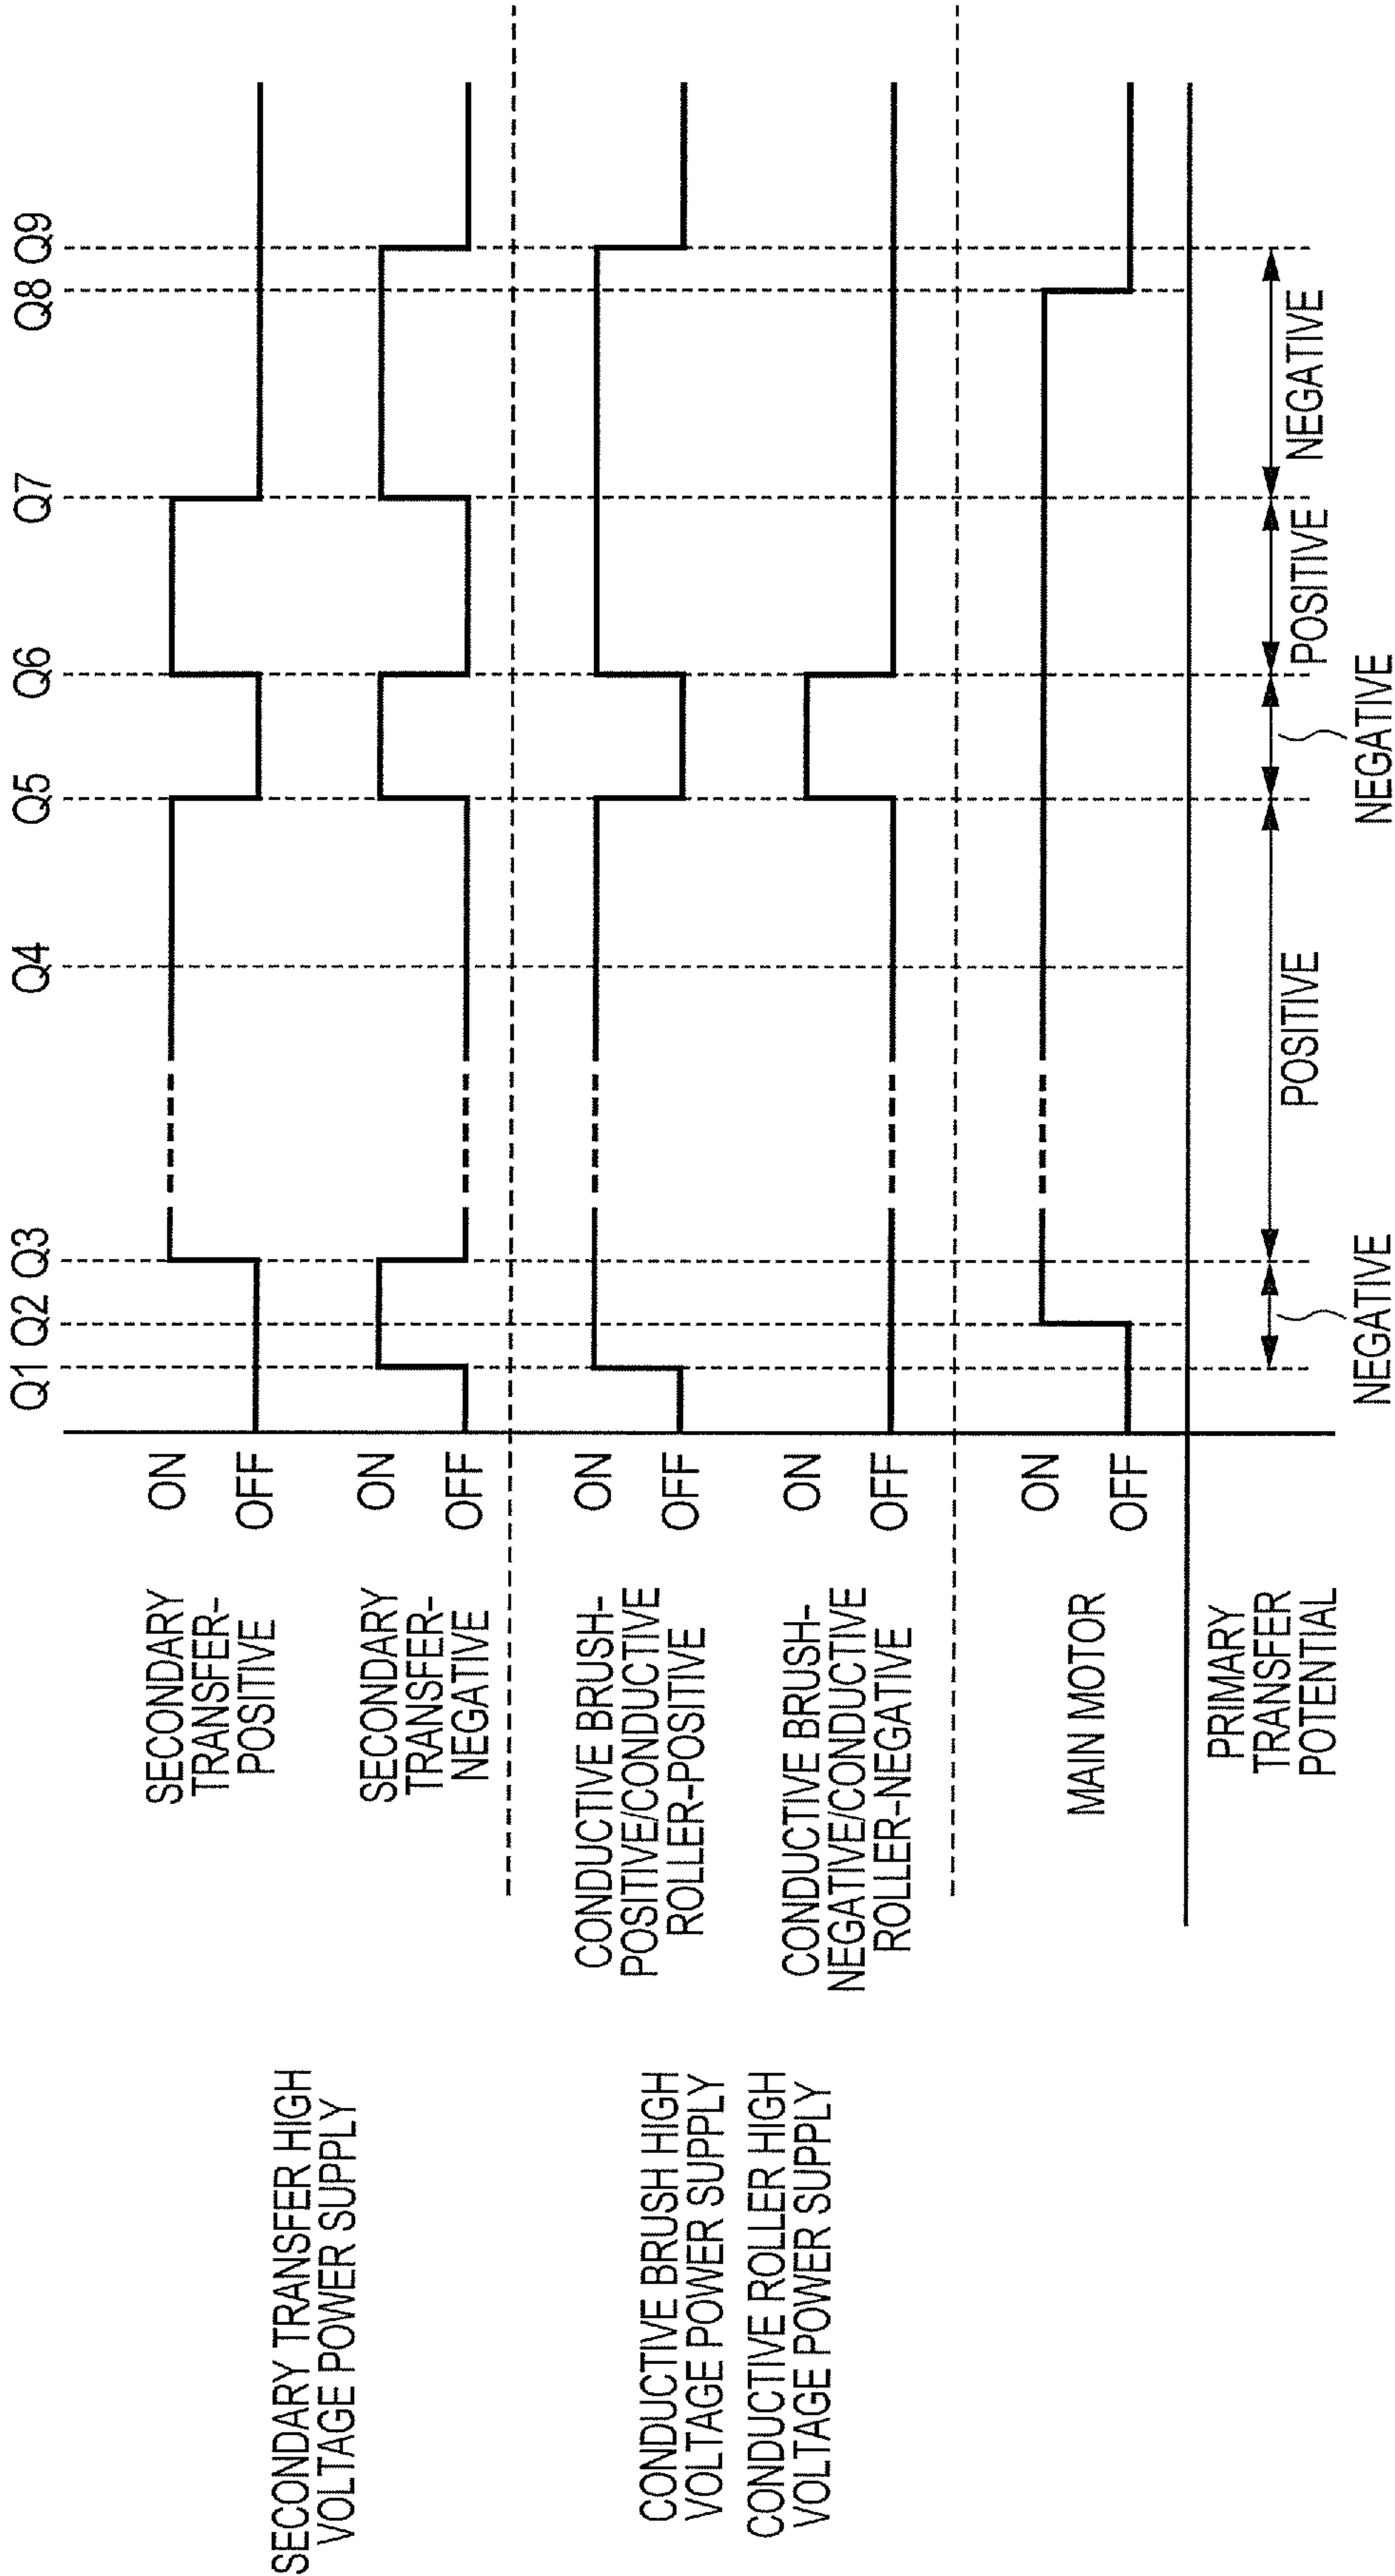 Q1 Q2 Q3 Q4 Q5 Q6 Q7 Q8 Q9
SECONDARY TRANSFER HIGH
VOLTAGE POWER SUPPLY
SECONDARY
TRANSFER-
POSITIVE
ON
OFF
SECONDARY
TRANSFER-
NEGATIVE
ON
OFF
CONDUCTIVE BRUSH HIGH
VOLTAGE POWER SUPPLY
CONDUCTIVE ROLLER HIGH
VOLTAGE POWER SUPPLY
CONDUCTIVE BRUSH-
POSITIVE/CONDUCTIVE
ROLLER-POSITIVE
ON
OFF
CONDUCTIVE BRUSH-
NEGATIVE/CONDUCTIVE
ROLLER-NEGATIVE
ON
OFF
MAIN MOTOR
ON
OFF
PRIMARY
TRANSFER
POTENTIAL
NEGATIVE
POSITIVE
NEGATIVE
POSITIVE
NEGATIVE